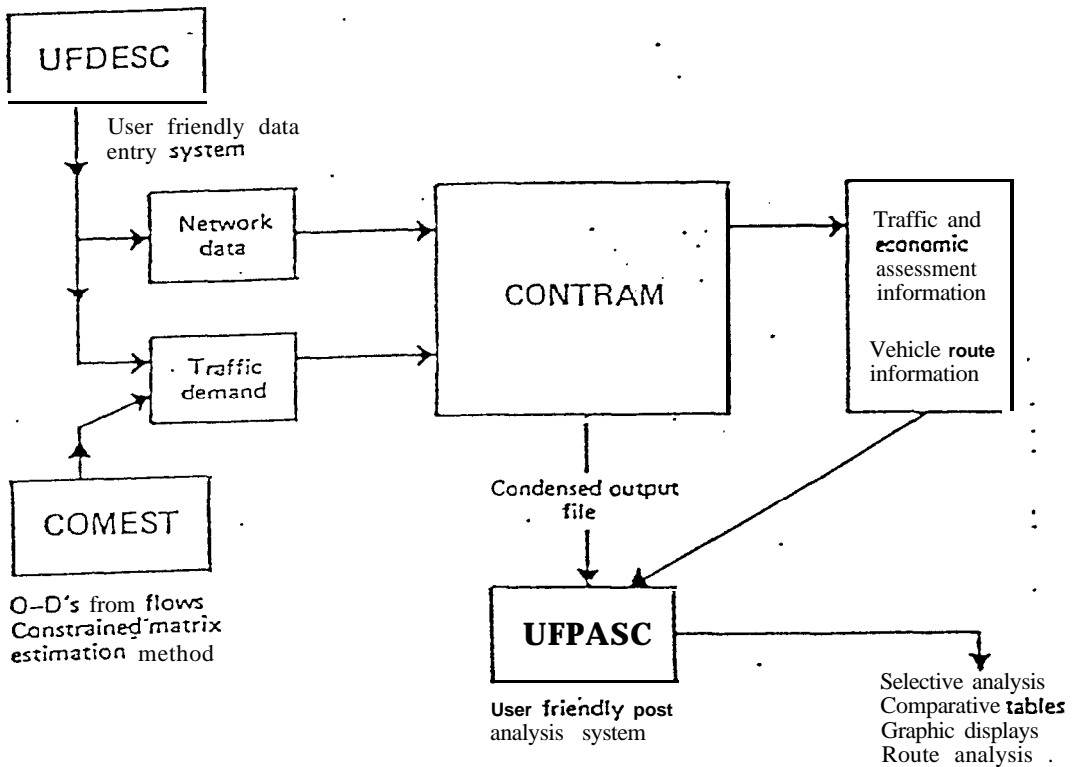 UFDESC
User friendly data
entry system
Network
data
Traffic
demand
CONTRAM
Traffic and
economic
assessment
information
Vehicle route
information
COMEST
O–D's from flows
Constrained matrix
estimation method
Condensed output
file
UFPASC
User friendly post
analysis system
Selective analysis
Comparative tables
Graphic displays
Route analysis .